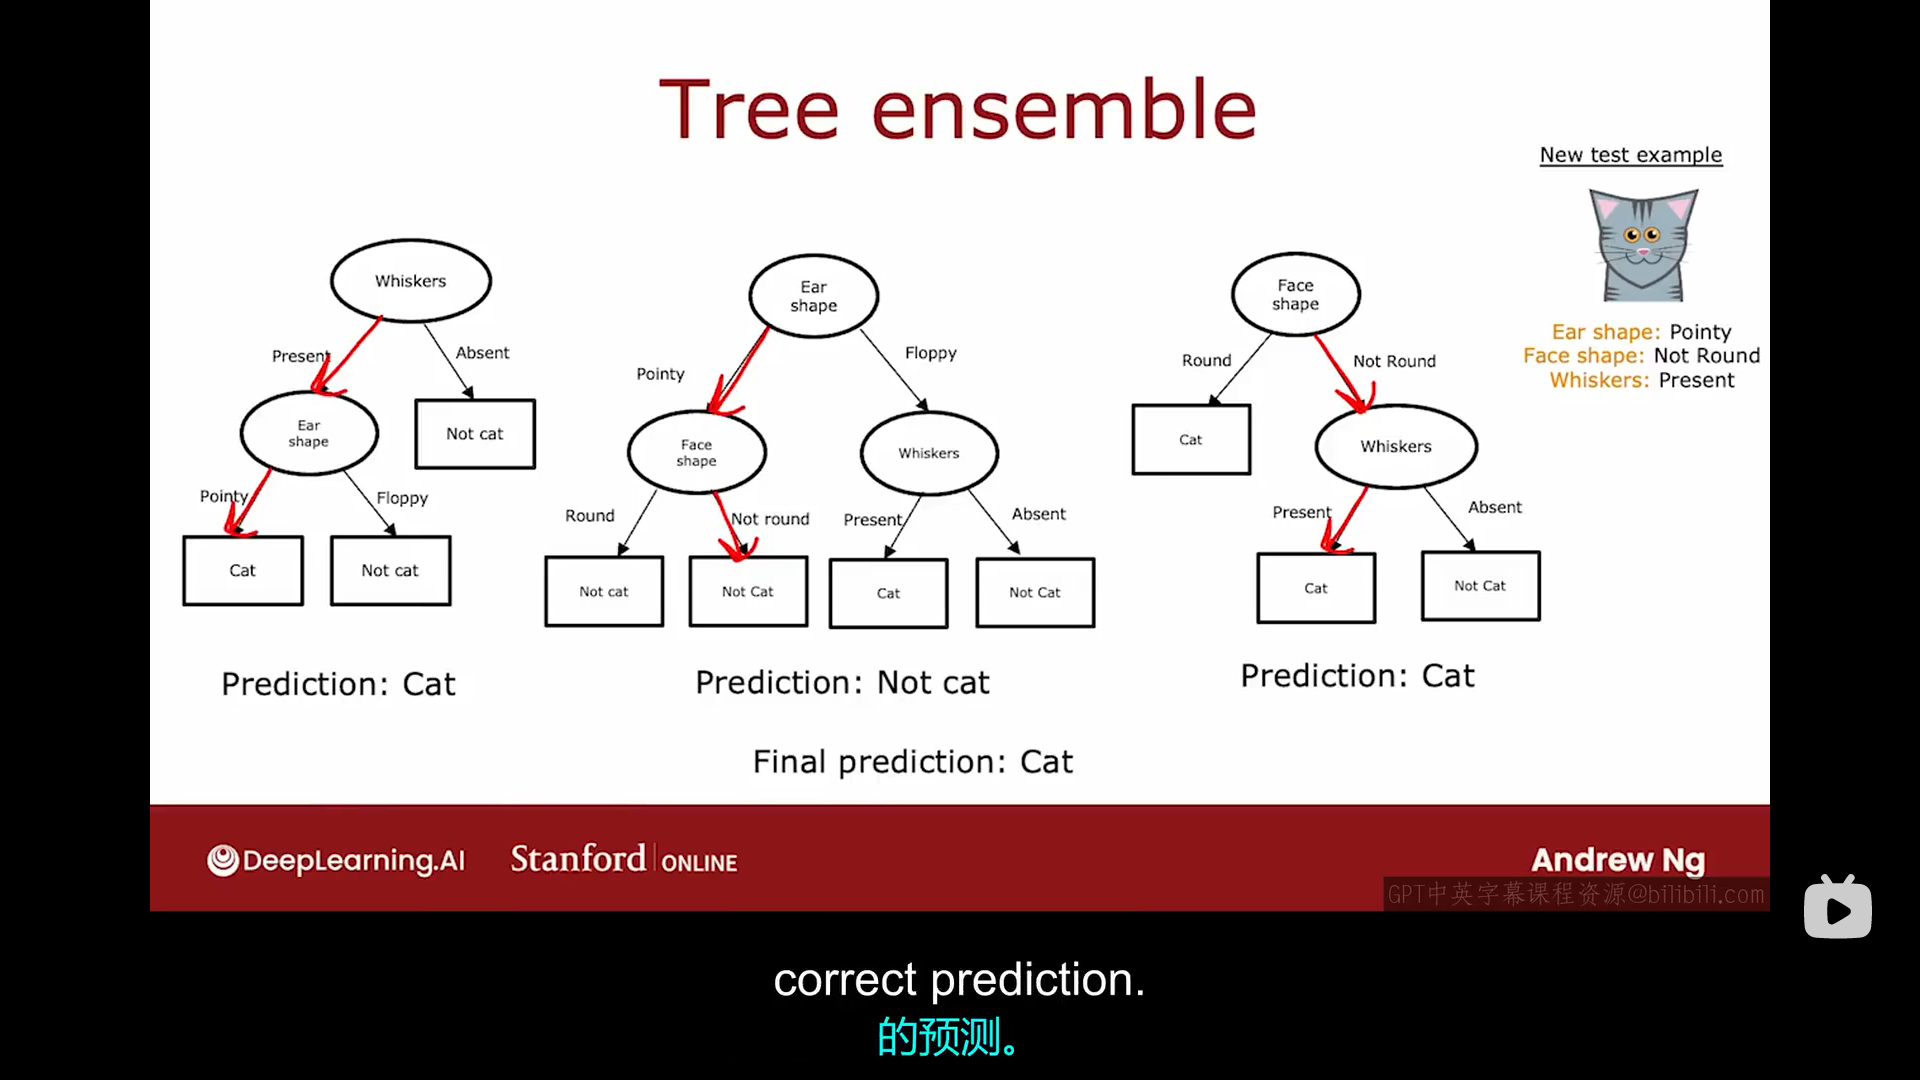 Tree ensemble
New test example
Ear shape: Pointy
Face shape: Not Round
Whiskers: Present
Whiskers
Present
Absent
Ear
shape
Not cat
Pointy
Floppy
Cat
Not cat
Prediction: Cat
Ear
shape
Pointy
Floppy
Face
shape
Whiskers
Round
Not round
Present
Absent
Not cat
Not Cat
Cat
Not Cat
Prediction: Not cat
Face
shape
Round
Not Round
Cat
Whiskers
Present
Absent
Cat
Not Cat
Prediction: Cat
Final prediction: Cat
DeepLearning.AI
Stanford ONLINE
Andrew Ng
GPT中英字幕课程资源@bilibili.com
correct prediction.
的预测。